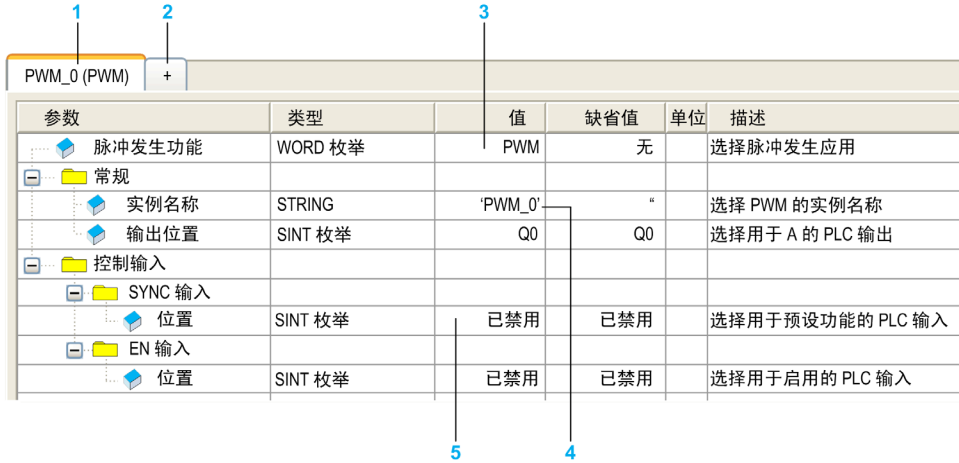 1 2 3
PWM_0 (PWM) +
参数 类型 值 缺省值 单位 描述
脉冲发生功能 WORD 枚举 PWM 无 选择脉冲发生应用
常规
实例名称 STRING ‘PWM_0’ “ 选择 PWM 的实例名称
输出位置 SINT 枚举 Q0 Q0 选择用于 A 的 PLC 输出
控制输入
SYNC 输入
位置 SINT 枚举 已禁用 已禁用 选择用于预设功能的 PLC 输入
EN 输入
位置 SINT 枚举 已禁用 已禁用 选择用于启用的 PLC 输入
5 4